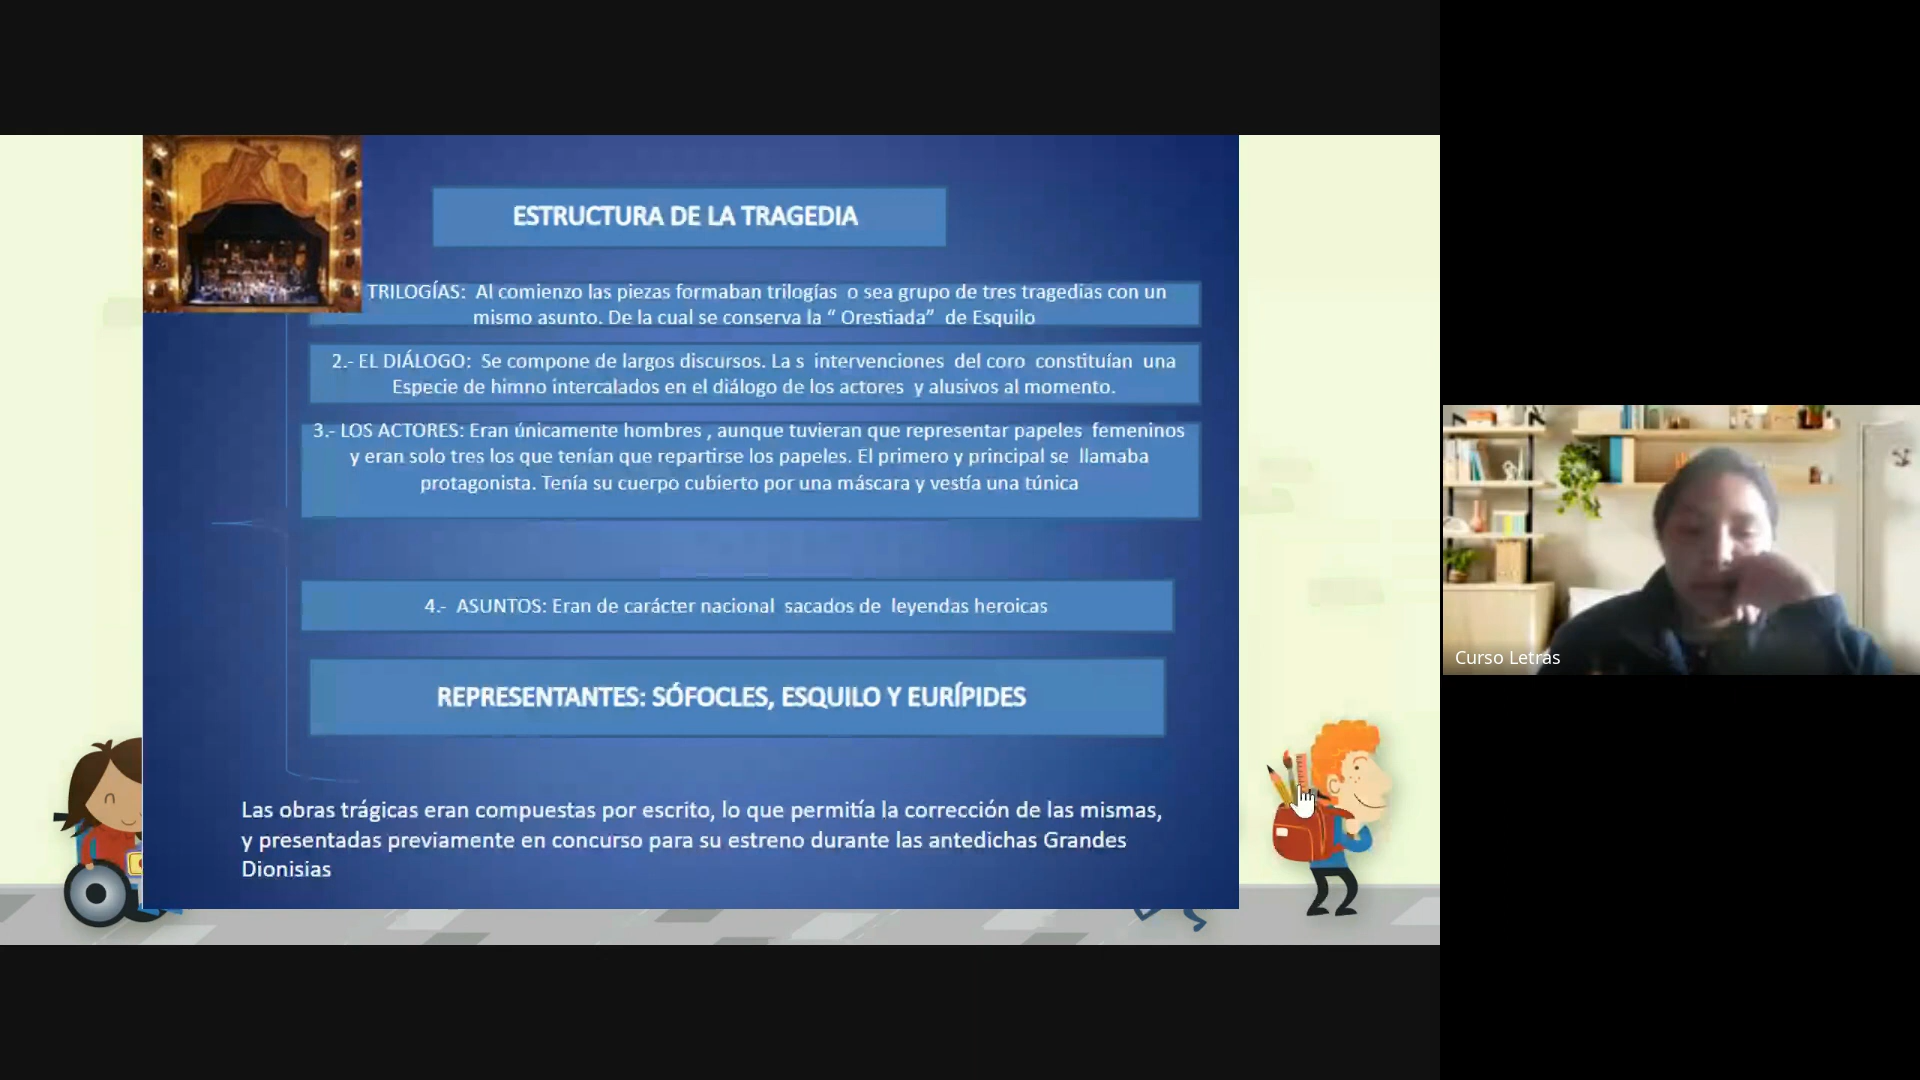 ESTRUCTURA DE LA TRAGEDIA
TRILOGÍAS: Al comienzo las piezas formaban trilogías o sea grupo de tres tragedias con un
mismo asunto. De la cual se conserva la “ Orestiada” de Esquilo
2.- EL DIÁLOGO: Se compone de largos discursos. La s intervenciones del coro constituían una
Especie de himno intercalados en el diálogo de los actores y alusivos al momento.
3.- LOS ACTORES: Eran únicamente hombres , aunque tuvieran que representar papeles femeninos
y eran solo tres los que tenían que repartirse los papeles. El primero y principal se llamaba
protagonista. Tenía su cuerpo cubierto por una máscara y vestía una túnica
4.- ASUNTOS: Eran de carácter nacional sacados de leyendas heroicas
REPRESENTANTES: SÓFOCLES, ESQUILO Y EURÍPIDES
Las obras trágicas eran compuestas por escrito, lo que permitía la corrección de las mismas,
y presentadas previamente en concurso para su estreno durante las antedichas Grandes
Dionisias
Curso Letras